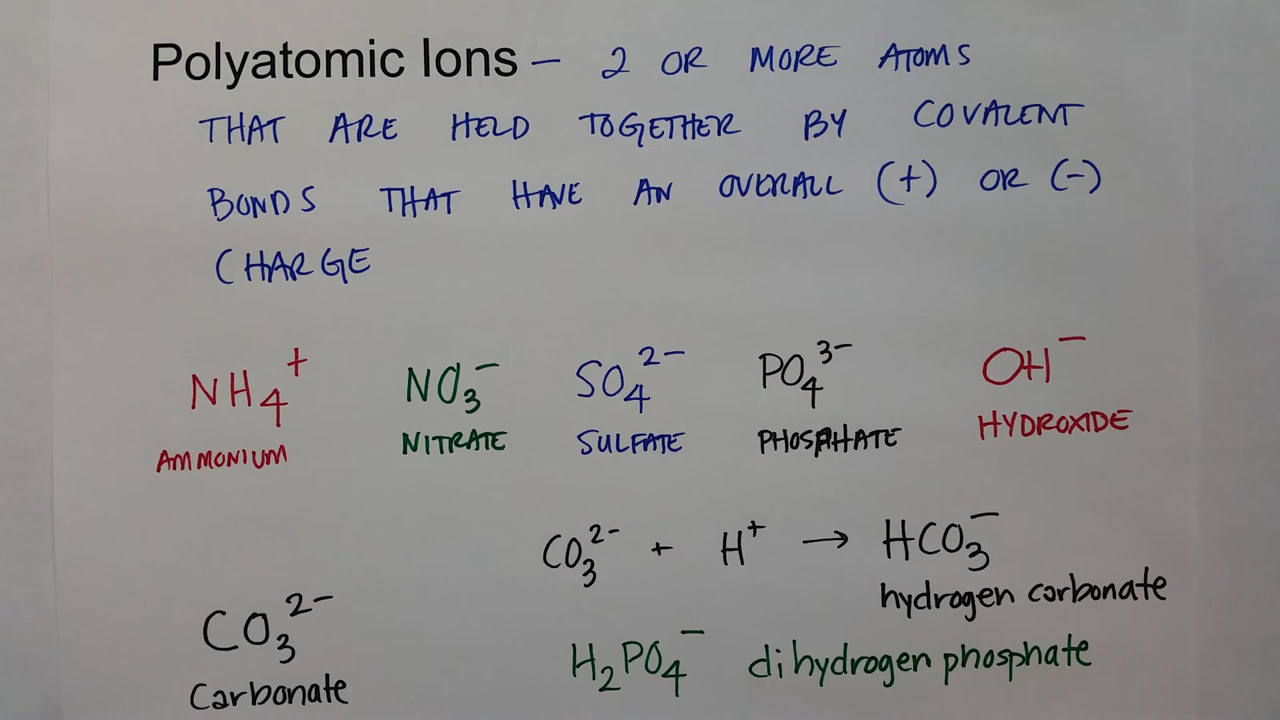 Polyatomic Ions – 2 OR MORE ATOMS
THAT ARE HELD TOGETHER BY COVALENT
BONDS THAT HAVE AN OVERALL (+) OR (-)
CHARGE
NH₄⁺ NO₃⁻ SO₄²⁻ PO₄³⁻ OH⁻
AMMONIUM NITRATE SULFATE PHOSPHATE HYDROXIDE
CO₃²⁻ + H⁺ → HCO₃⁻
hydrogen carbonate
CO₃²⁻
Carbonate
H₂PO₄⁻ dihydrogen phosphate